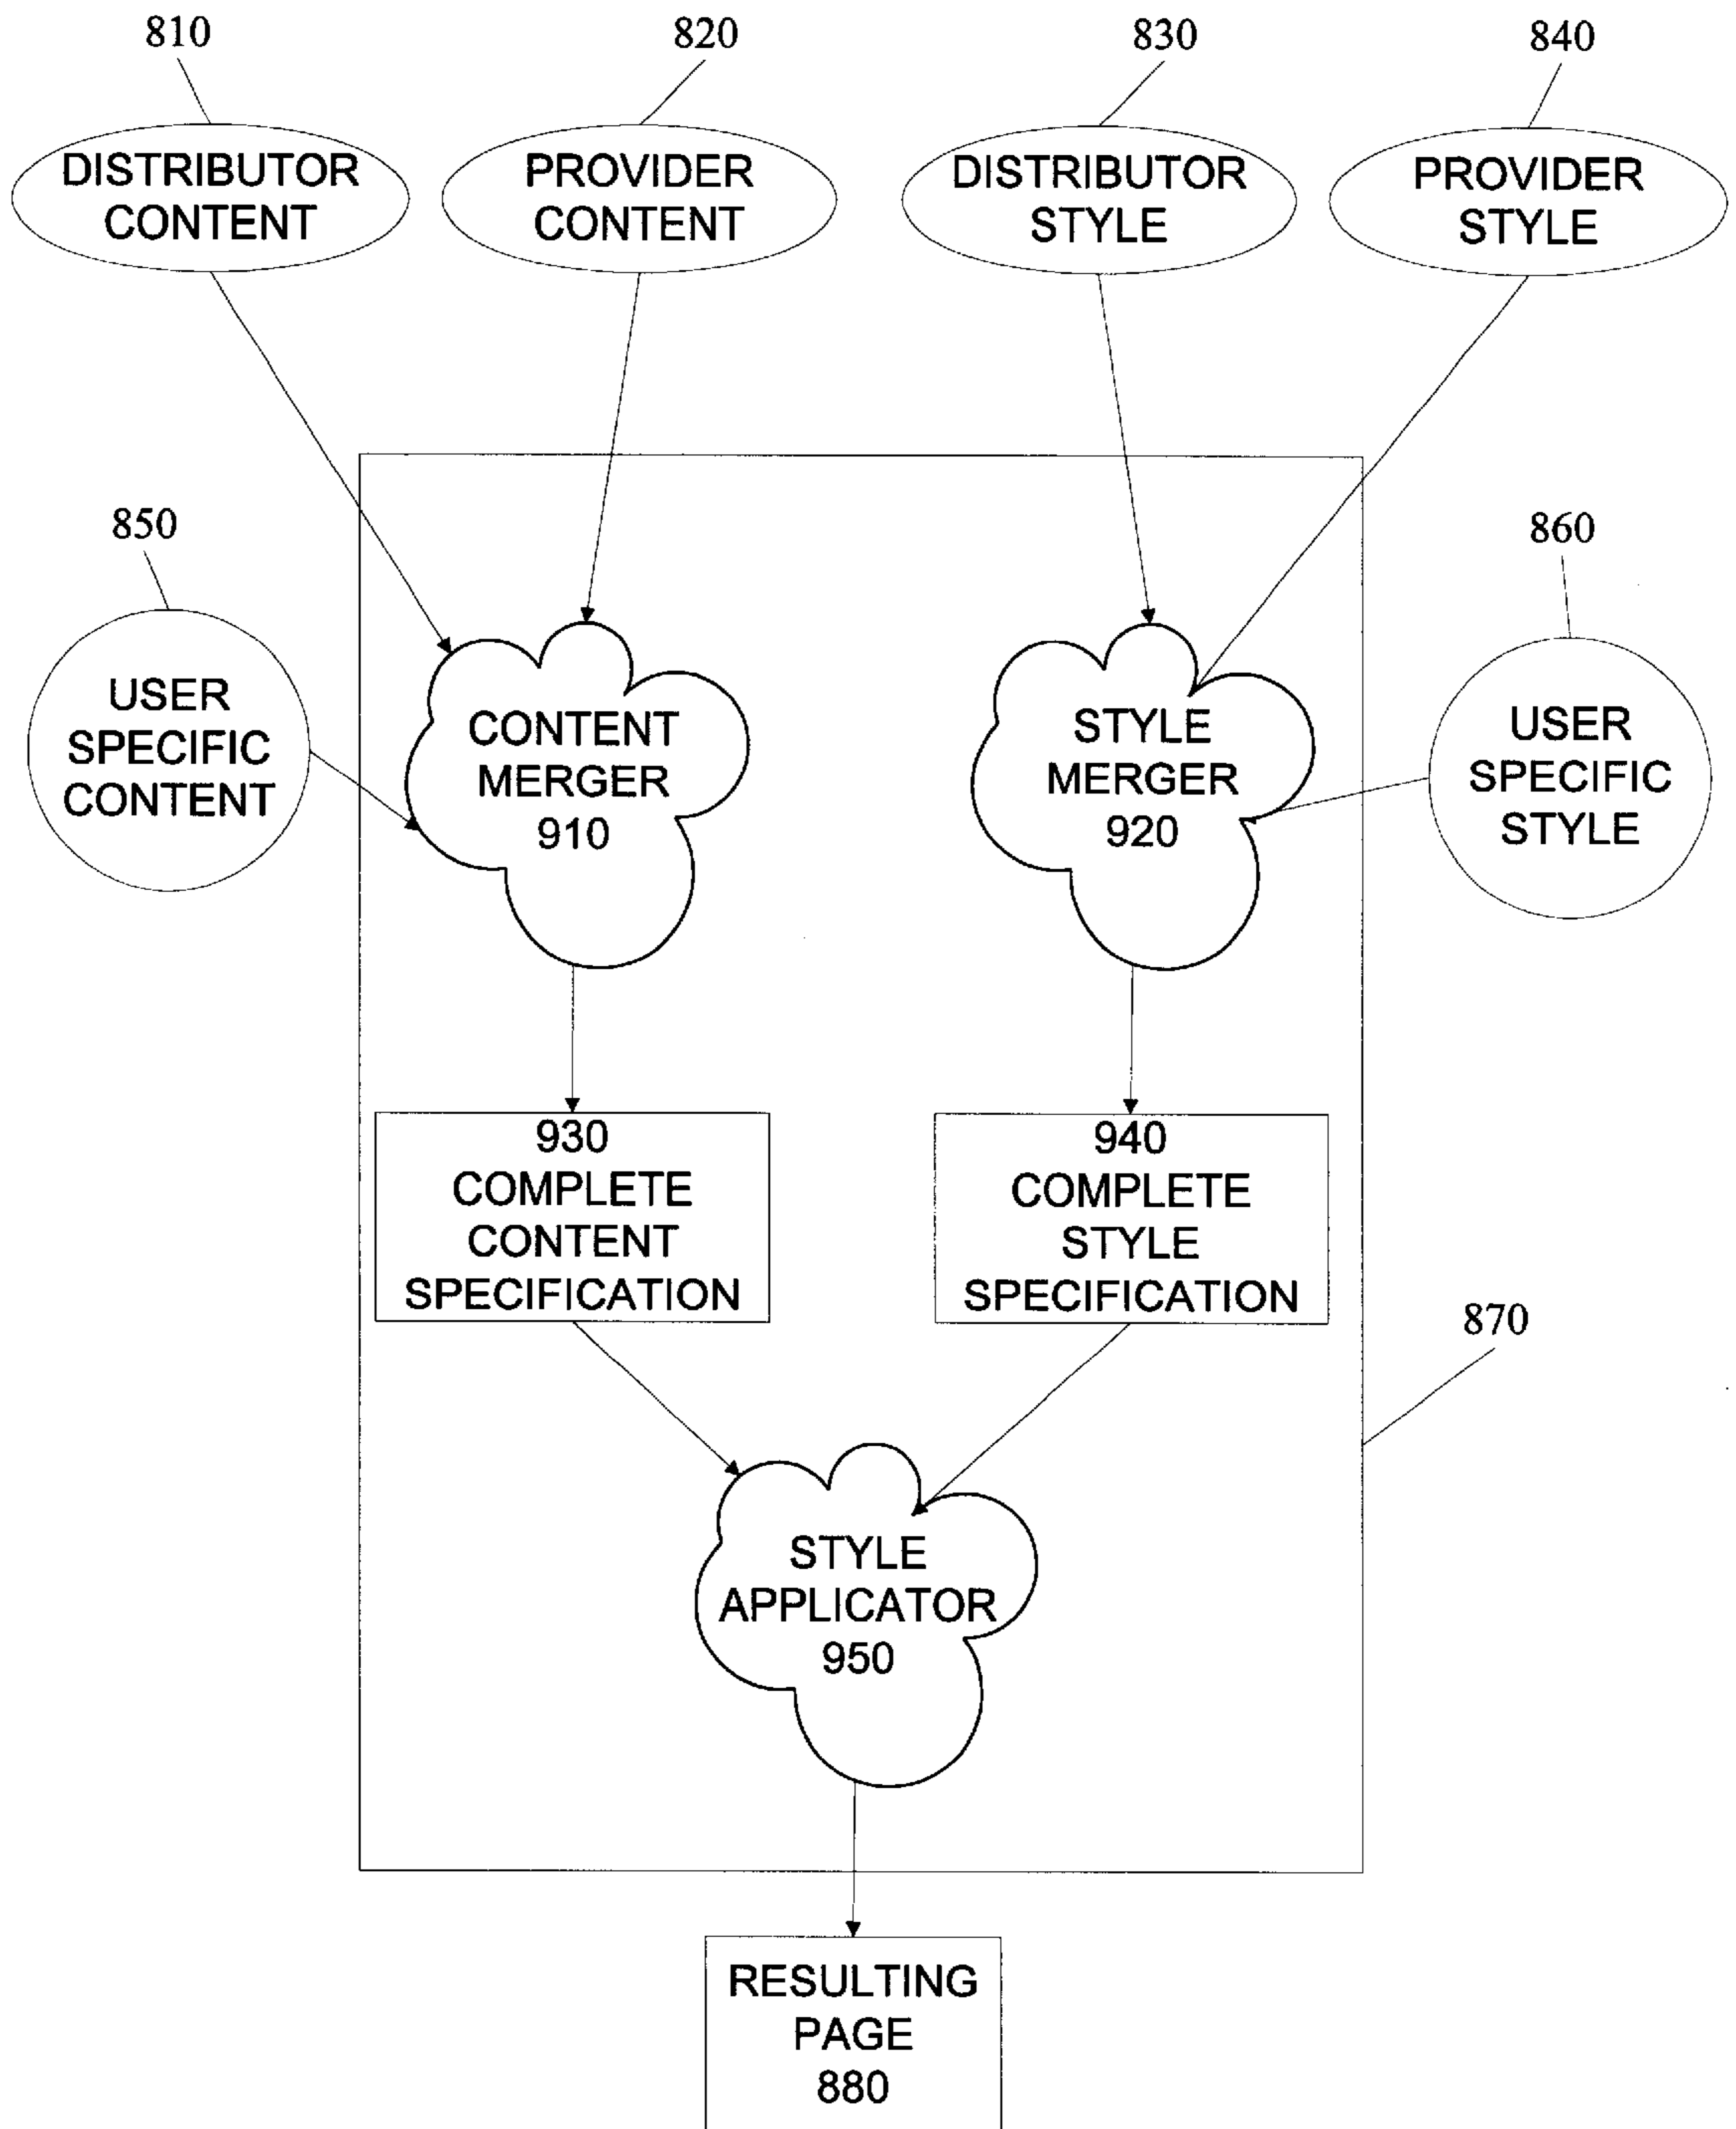 810
820
830
840
DISTRIBUTOR
CONTENT
PROVIDER
CONTENT
DISTRIBUTOR
STYLE
PROVIDER
STYLE
850
860
USER
SPECIFIC
CONTENT
CONTENT
MERGER
910
STYLE
MERGER
920
USER
SPECIFIC
STYLE
930
COMPLETE
CONTENT
SPECIFICATION
940
COMPLETE
STYLE
SPECIFICATION
870
STYLE
APPLICATOR
950
RESULTING
PAGE
880